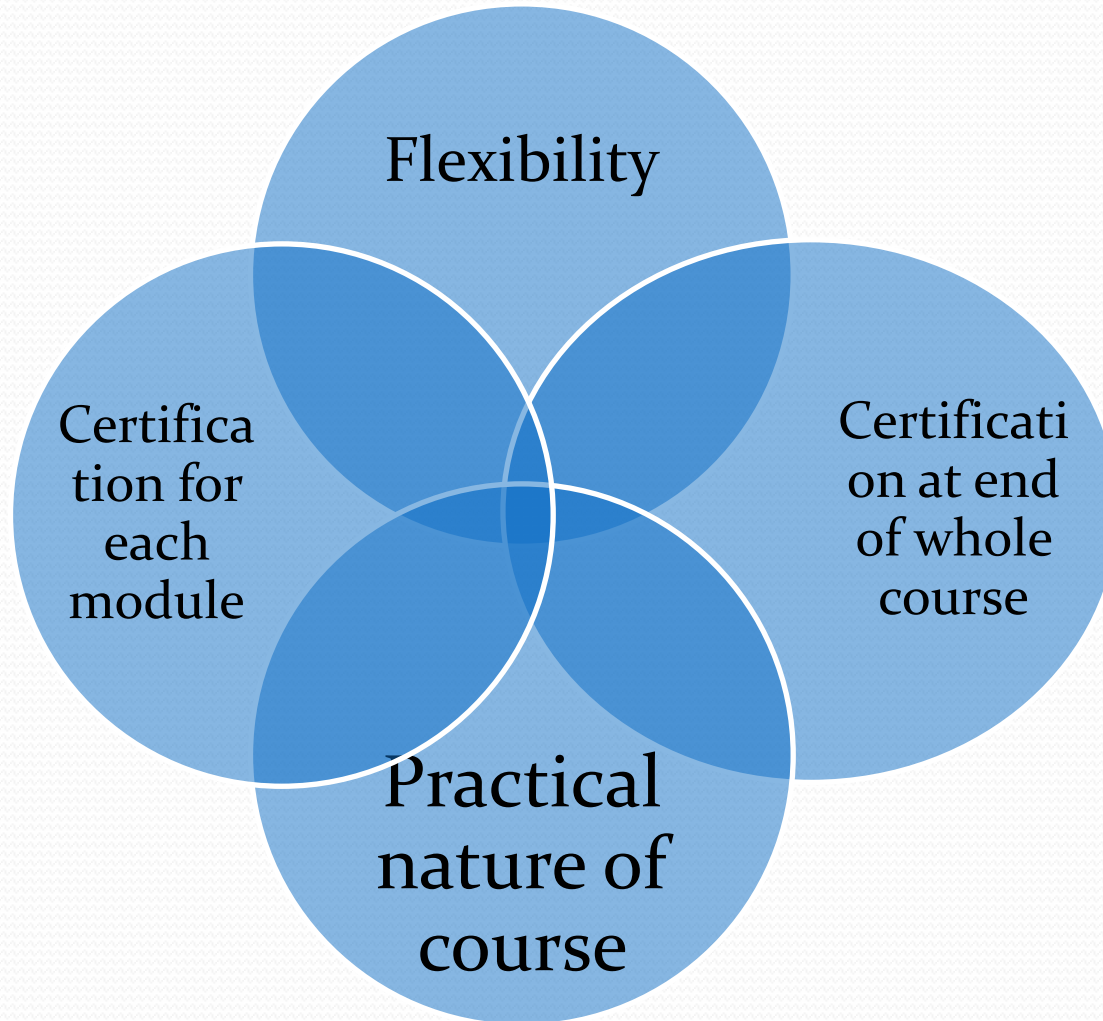 Flexibility
Certifica
tion for
each
module
Certificati
on at end
of whole
course
Practical
nature of
course